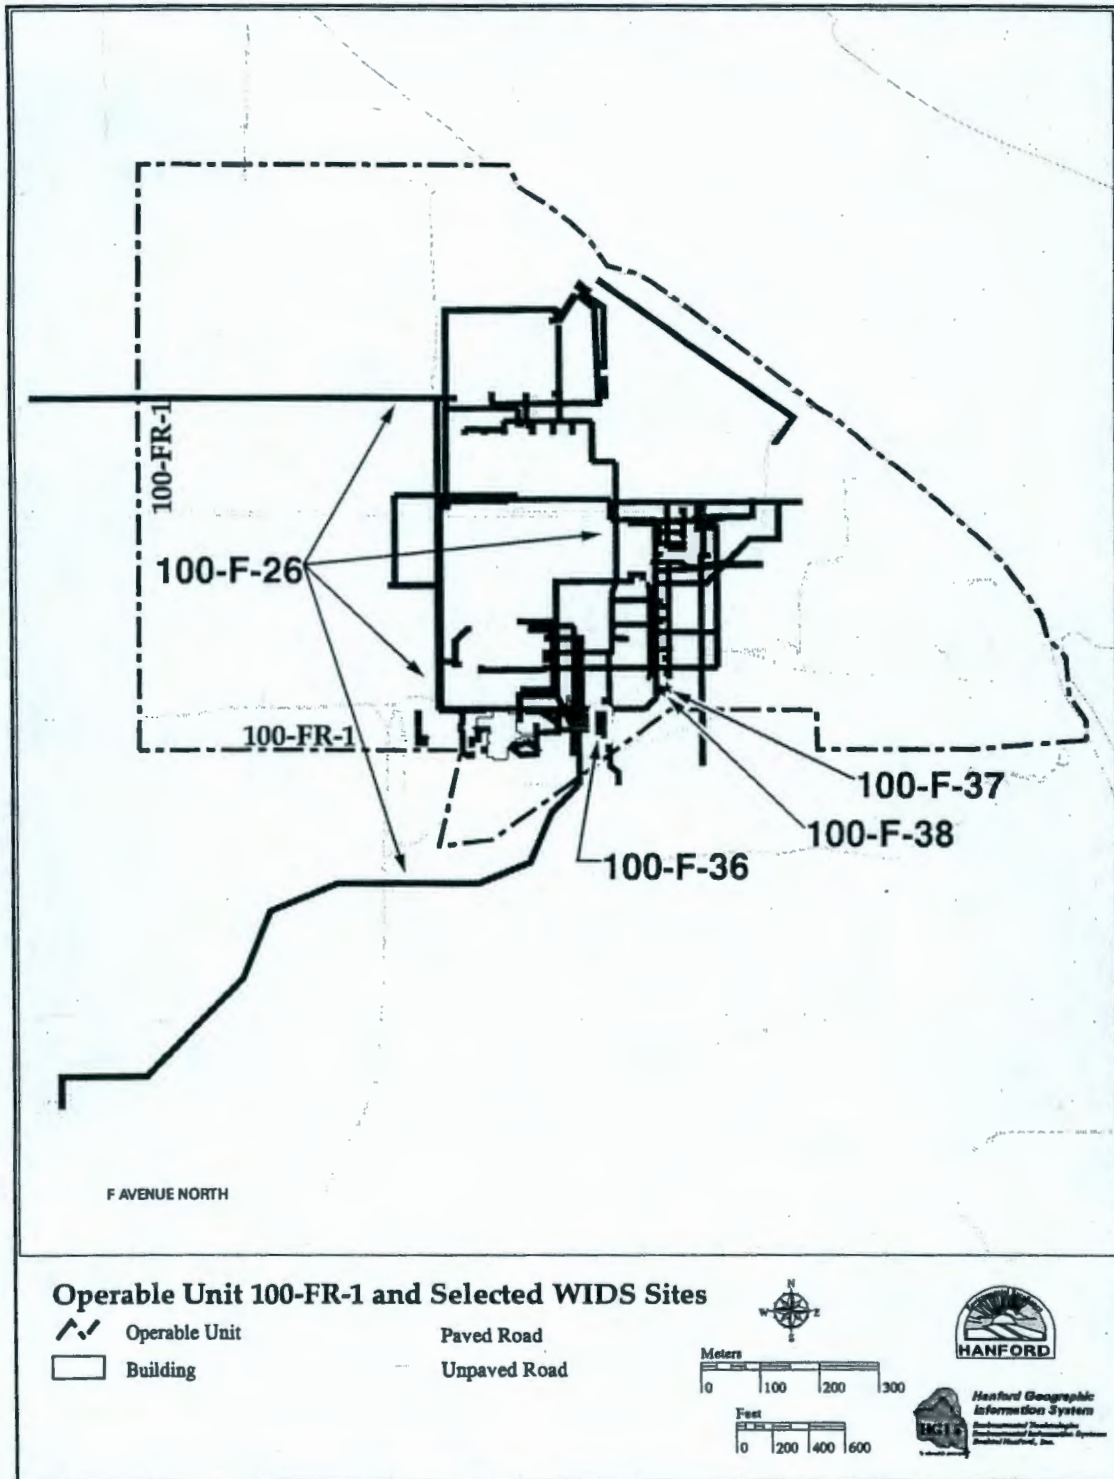 100-FR-1
100-F-26
100-FR-1
100-F-37
100-F-38
100-F-36
F AVENUE NORTH
Operable Unit 100-FR-1 and Selected WIDS Sites
Operable Unit
Building
Paved Road
Unpaved Road
N
W
S
Meters
0 100 200 300
Feet
0 200 400 600
HANFORD
Hanford Geographic
Information System
HGIS